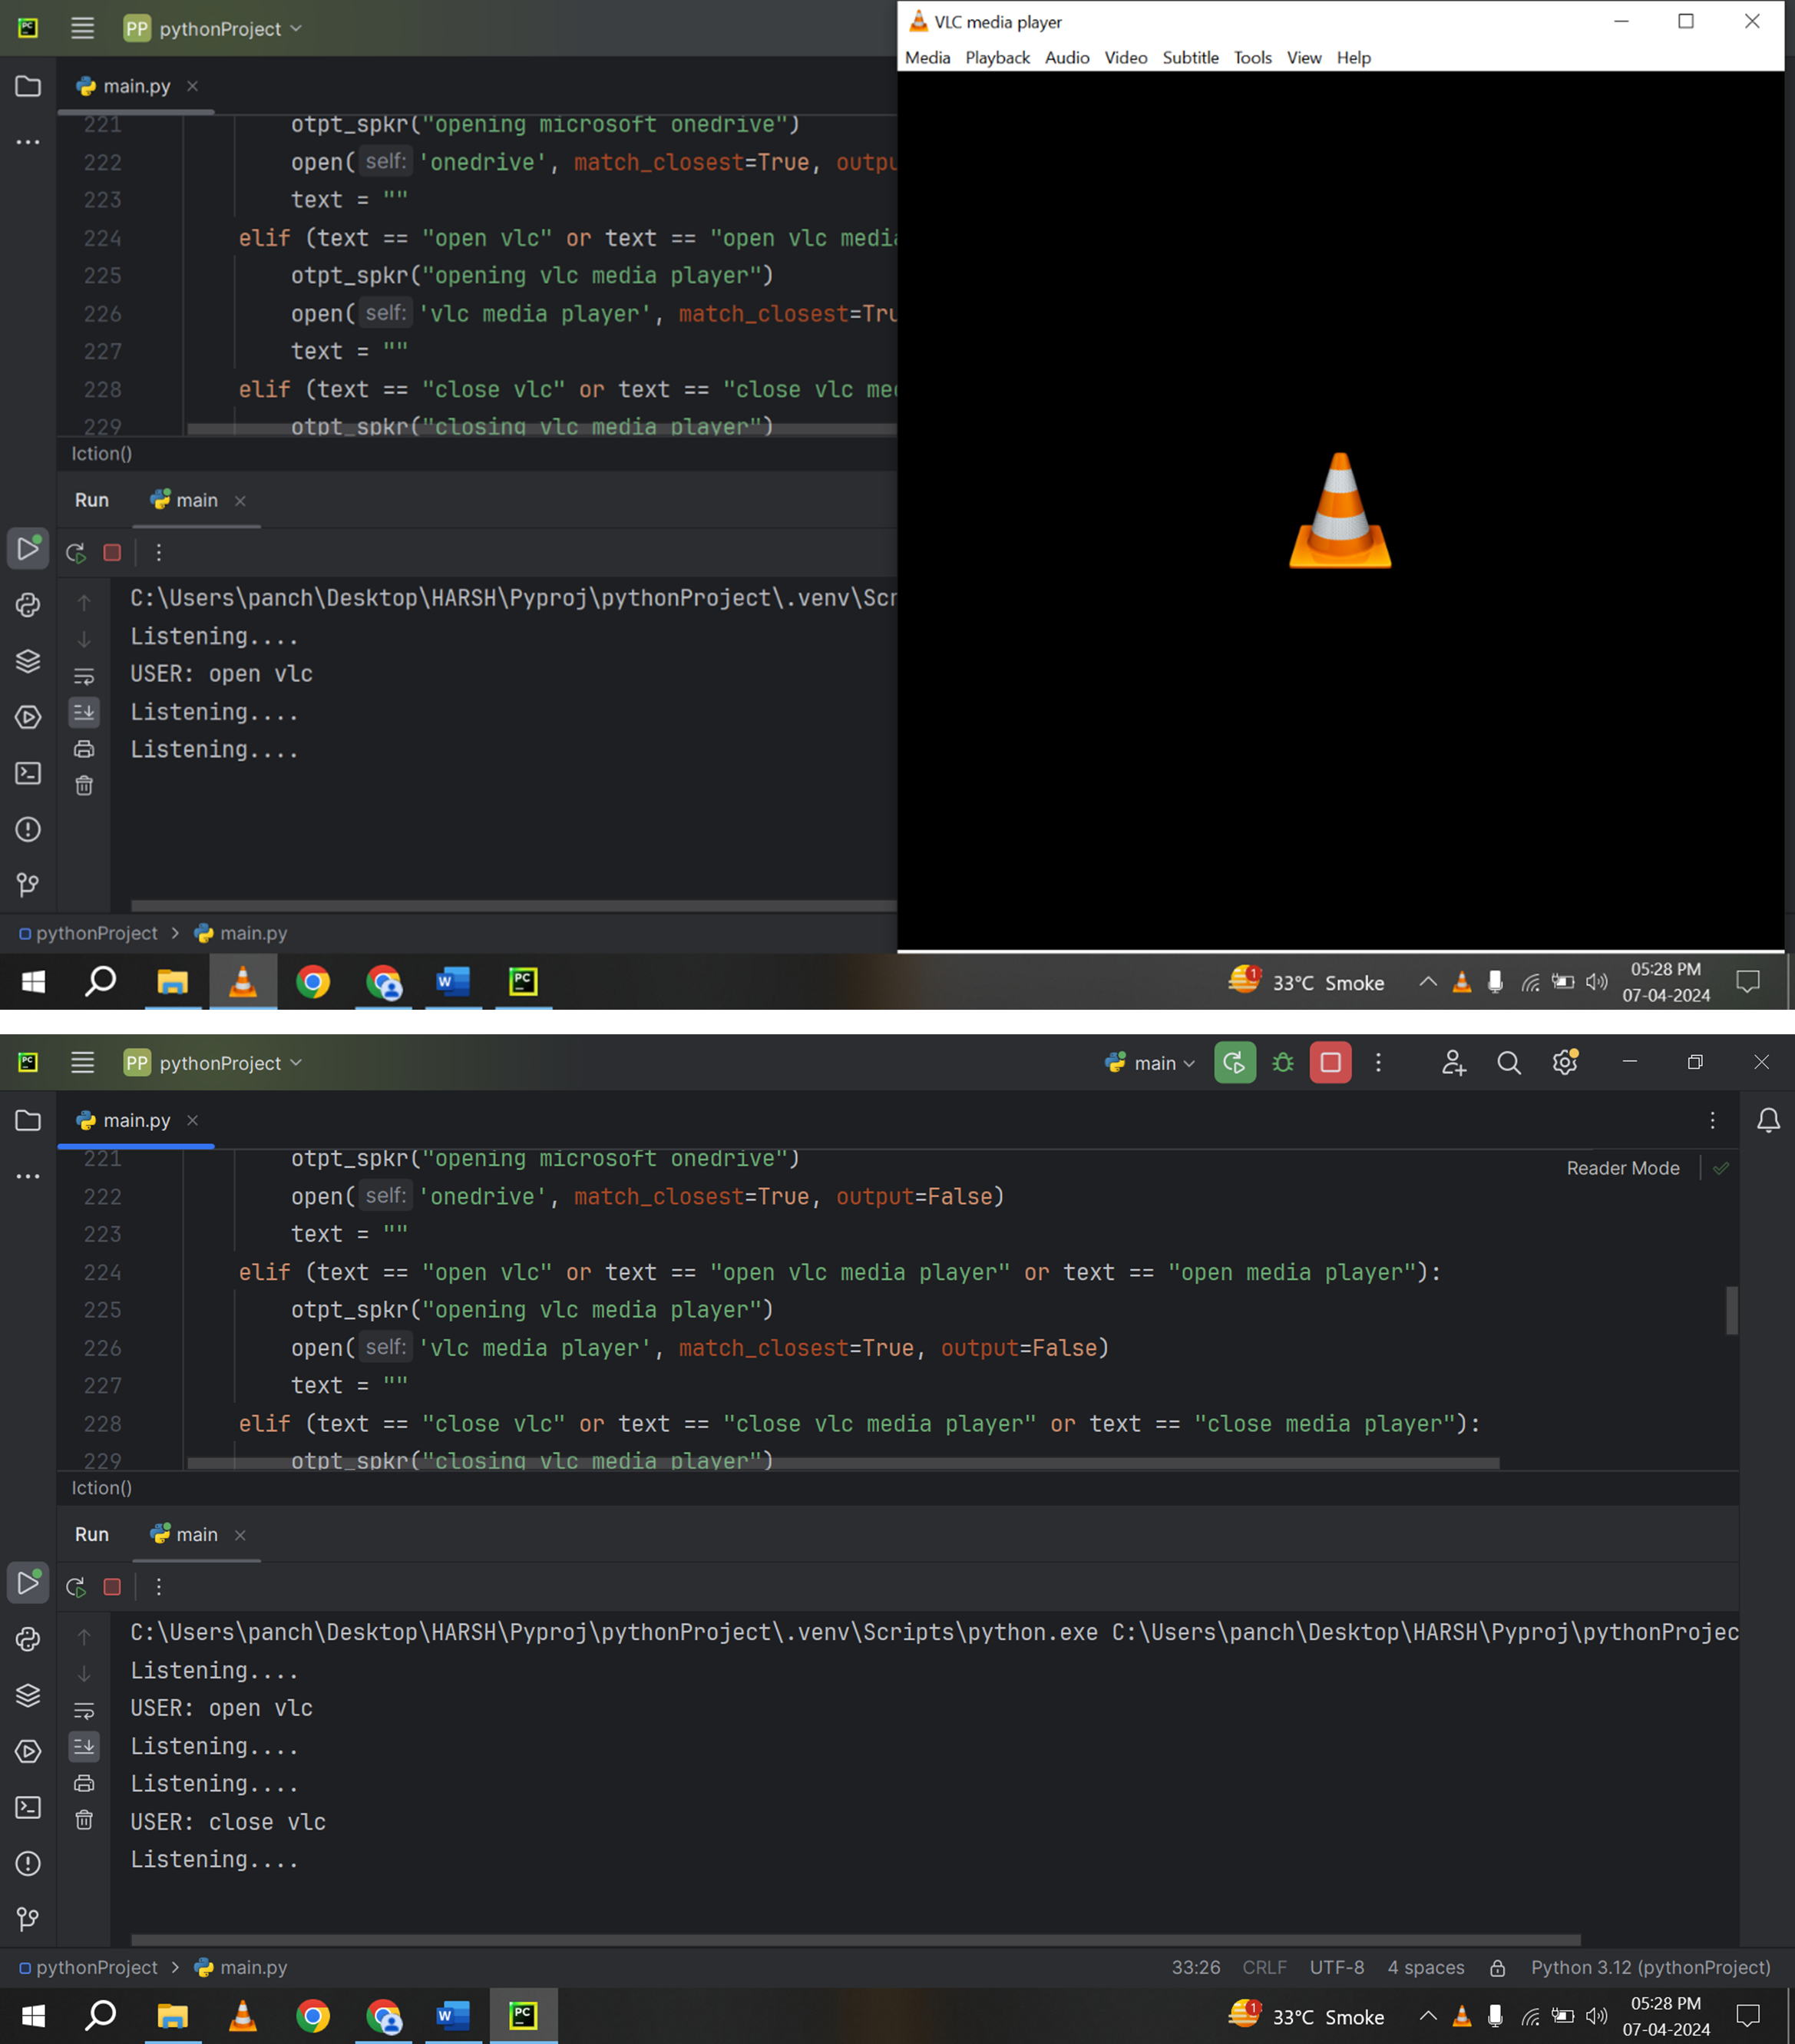 PC PP pythonProject
VLC media player
Media Playback Audio Video Subtitle Tools View Help
main.py
221 otpt_spkr("opening microsoft onedrive")
222 open( self: 'onedrive', match_closest=True, outpu
223 text = ""
224 elif (text == "open vlc" or text == "open vlc media
225 otpt_spkr("opening vlc media player")
226 open( self: 'vlc media player', match_closest=Tru
227 text = ""
228 elif (text == "close vlc" or text == "close vlc med
229 otpt_spkr("closing vlc media player")
lction()
Run main
C:\Users\panch\Desktop\HARSH\Pyproj\pythonProject\.venv\Scr
Listening....
USER: open vlc
Listening....
Listening....
pythonProject > main.py
W PC 1 33°C Smoke 05:28 PM
07-04-2024
PC PP pythonProject main
main.py
Reader Mode
221 otpt_spkr("opening microsoft onedrive")
222 open( self: 'onedrive', match_closest=True, output=False)
223 text = ""
224 elif (text == "open vlc" or text == "open vlc media player" or text == "open media player"):
225 otpt_spkr("opening vlc media player")
226 open( self: 'vlc media player', match_closest=True, output=False)
227 text = ""
228 elif (text == "close vlc" or text == "close vlc media player" or text == "close media player"):
229 otpt_spkr("closing vlc media player")
lction()
Run main
C:\Users\panch\Desktop\HARSH\Pyproj\pythonProject\.venv\Scripts\python.exe C:\Users\panch\Desktop\HARSH\Pyproj\pythonProjec
Listening....
USER: open vlc
Listening....
Listening....
USER: close vlc
Listening....
pythonProject > main.py 33:26 CRLF UTF-8 4 spaces Python 3.12 (pythonProject)
W PC 1 33°C Smoke 05:28 PM
07-04-2024